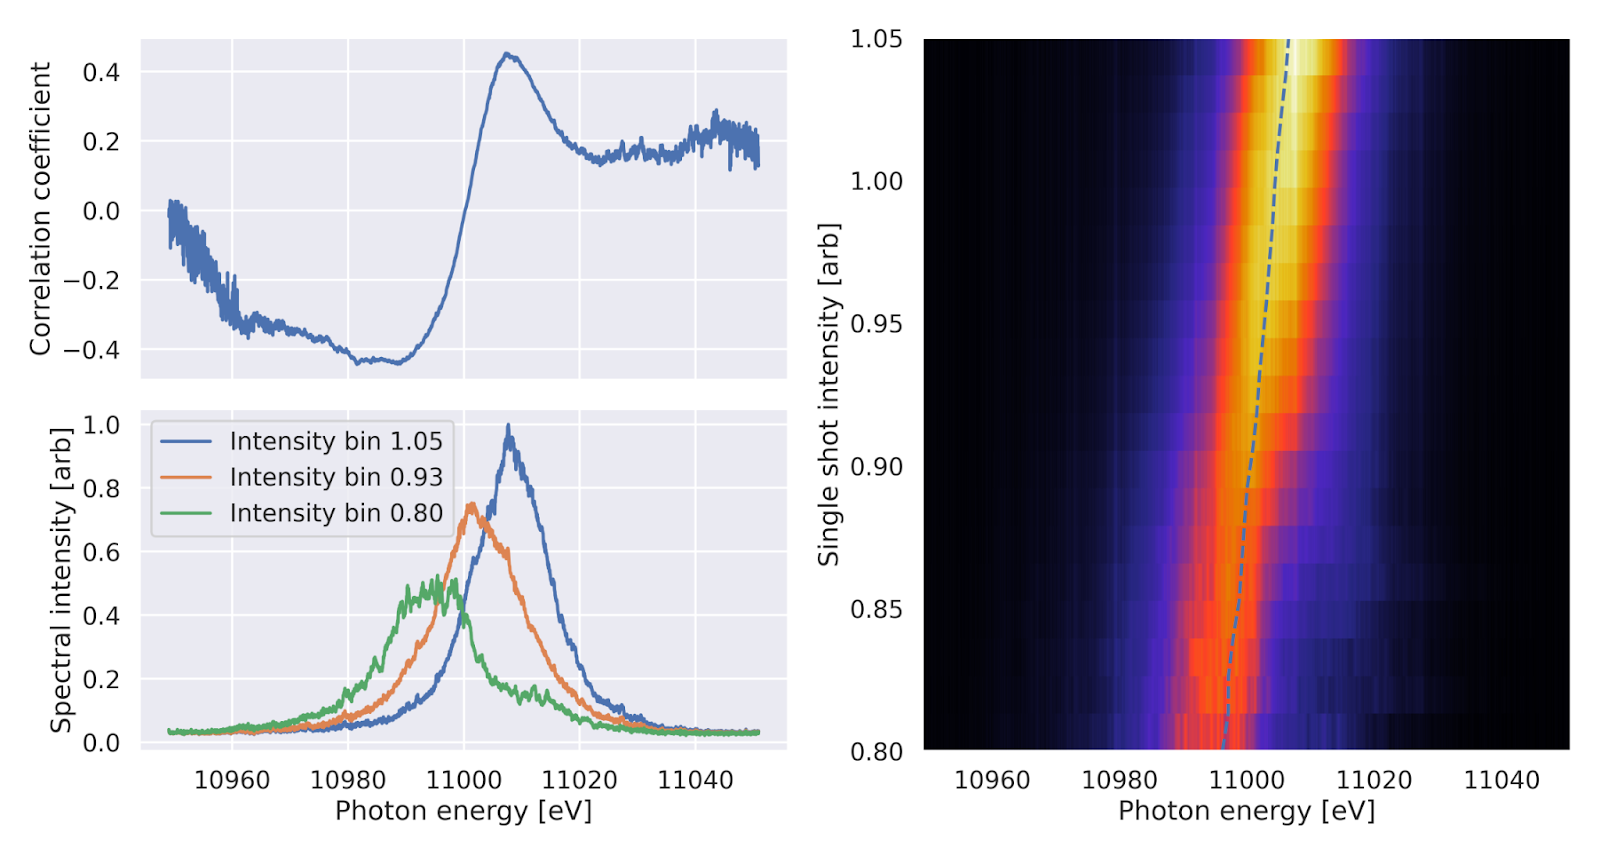 Correlation coefficient
0.4
0.2
0.0
−0.2
−0.4
Spectral intensity [arb]
1.0
0.8
0.6
0.4
0.2
0.0
Intensity bin 1.05
Intensity bin 0.93
Intensity bin 0.80
10960 10980 11000 11020 11040
Photon energy [eV]
Single shot intensity [arb]
1.05
1.00
0.95
0.90
0.85
0.80
10960 10980 11000 11020 11040
Photon energy [eV]